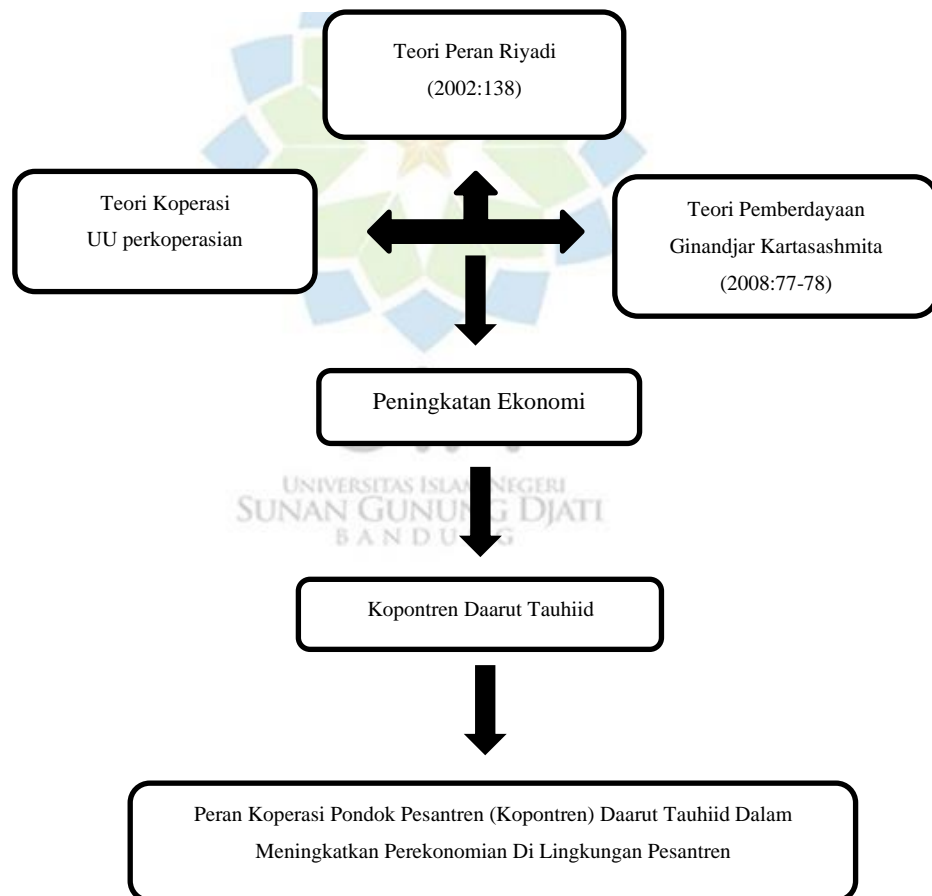 Teori Peran Riyadi
(2002:138)
Teori Koperasi
UU perkoperasian
Teori Pemberdayaan
Ginandjar Kartasashmita
(2008:77-78)
Peningkatan Ekonomi
UNIVERSITAS ISLAM NEGERI
SUNAN GUNUNG DJATI
BANDUNG
Kopontren Daarut Tauhiid
Peran Koperasi Pondok Pesantren (Kopontren) Daarut Tauhiid Dalam
Meningkatkan Perekonomian Di Lingkungan Pesantren